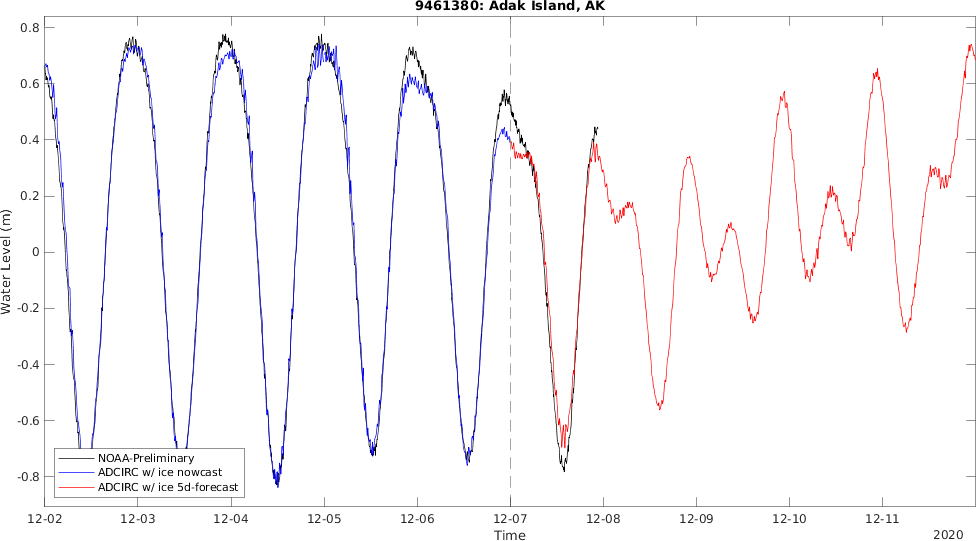 9461380: Adak Island, AK
Water Level (m)
0.8
0.6
0.4
0.2
0
-0.2
-0.4
-0.6
-0.8
NOAA-Preliminary
ADCIRC w/ ice nowcast
ADCIRC w/ ice 5d-forecast
12-02 12-03 12-04 12-05 12-06 12-07 12-08 12-09 12-10 12-11
Time
2020